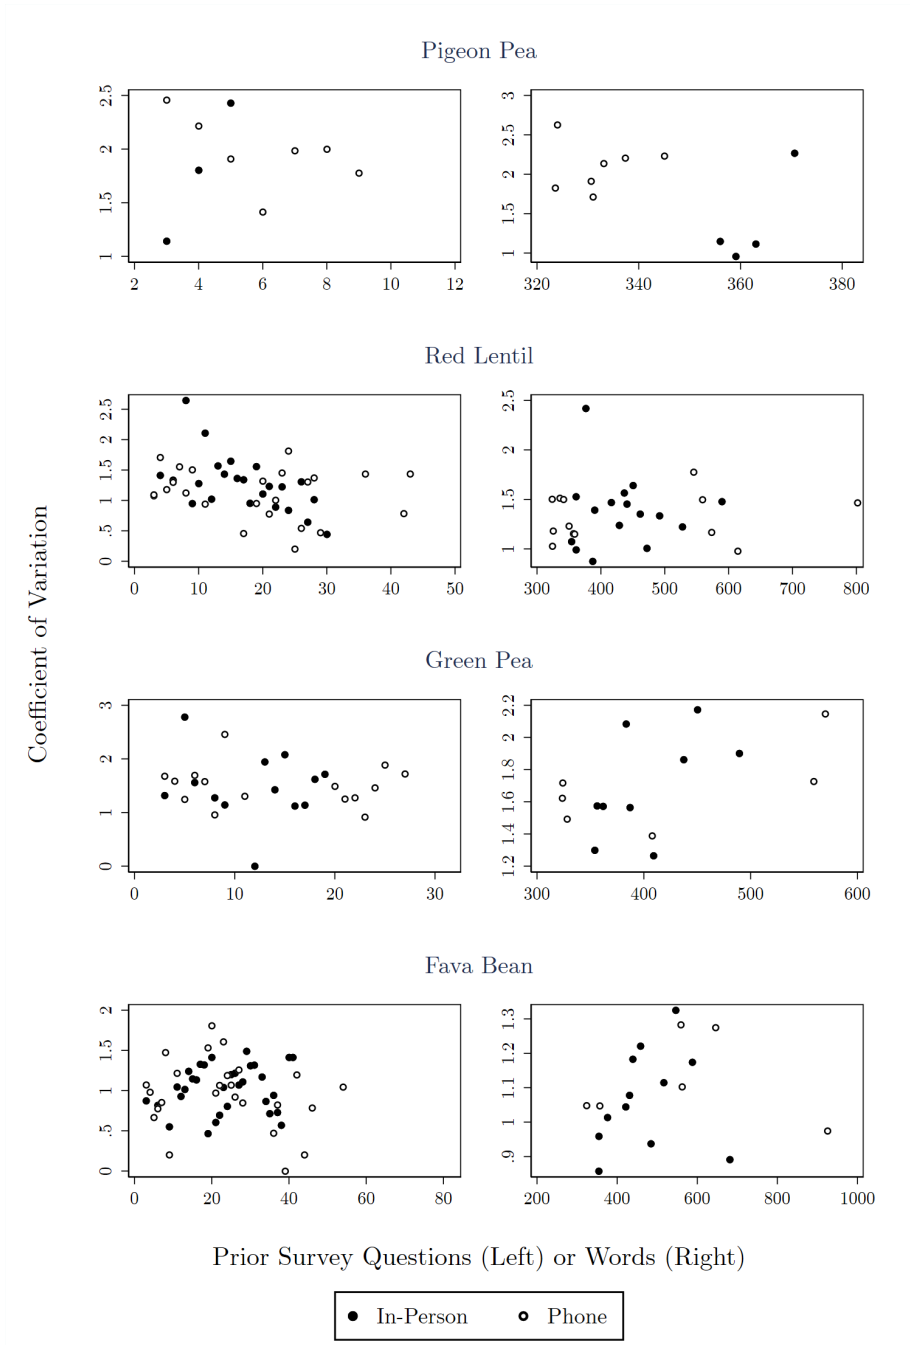 Pigeon Pea
2.5
2
1.5
1
2 4 6 8 10 12
3
2.5
2
1.5
1
320 340 360 380
Red Lentil
2.5
2
1.5
1
.5
0
0 10 20 30 40 50
2.5
2
1.5
1
300 400 500 600 700 800
Coefficient of Variation
Green Pea
3
2
1
0
0 10 20 30
2.2
2
1.8
1.6
1.4
1.2
300 400 500 600
Fava Bean
2
1.5
1
.5
0
0 20 40 60 80
1.3
1.2
1.1
1
.9
200 400 600 800 1000
Prior Survey Questions (Left) or Words (Right)
In-Person Phone